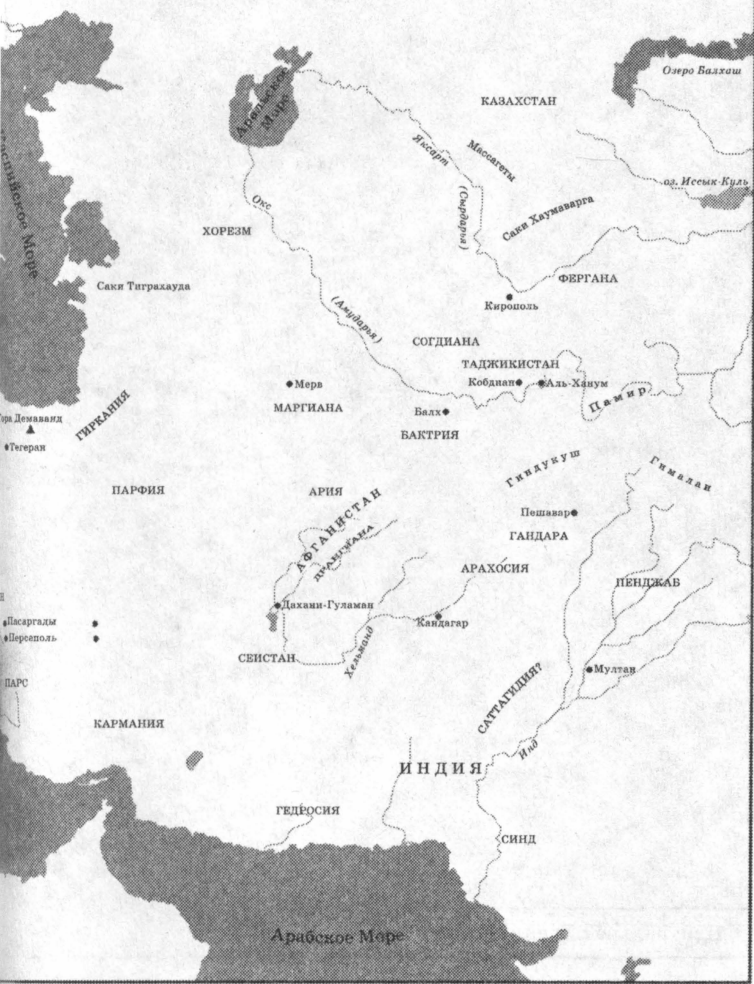 Озеро Балхаш
Аральское
Море
КАЗАХСТАН
Яксарт
Массагеты
оз. Иссык-Куль
Каспийское Море
Окс
(Сырдарья)
Саки Хаумаварга
ХОРЕЗМ
ФЕРГАНА
Саки Тиграхауда
Кирополь
(Амударья)
СОГДИАНА
ТАДЖИКИСТАН
Мерв
Кобдиан
Аль-Ханум
МАРГИАНА
Памир
Балх
ГИРКАНИЯ
гора Демаванд
БАКТРИЯ
Тегеран
Гиндукуш
Гималаи
ПАРФИЯ
АРИЯ
АФГАНИСТАН
Пешавар
ДРАНГИАНА
ГАНДАРА
АРАХОСИЯ
ПЕНДЖАБ
Н
Дахани-Гуламан
Пасаргады
Кандагар
Персеполь
СЕИСТАН
Хельманд
Мултан
ПАРС
САТТАГИДИЯ?
КАРМАНИЯ
Инд
ИНДИЯ
ГЕДРОСИЯ
СИНД
Арабское Море